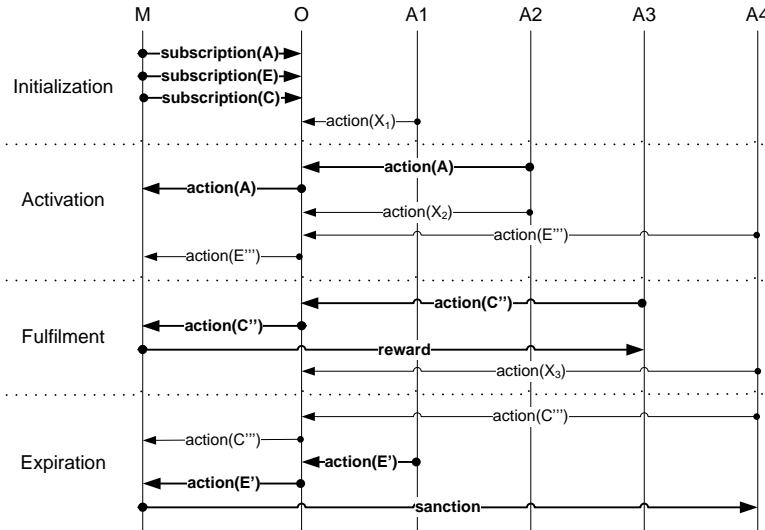 M O A1 A2 A3 A4
Initialization
subscription(A)
subscription(E)
subscription(C)
action(X₁)
Activation
action(A)
action(A)
action(X₂)
action(E''')
action(E''')
Fulfilment
action(C'')
action(C'')
reward
action(X₃)
Expiration
action(C''')
action(C''')
action(E')
action(E')
sanction